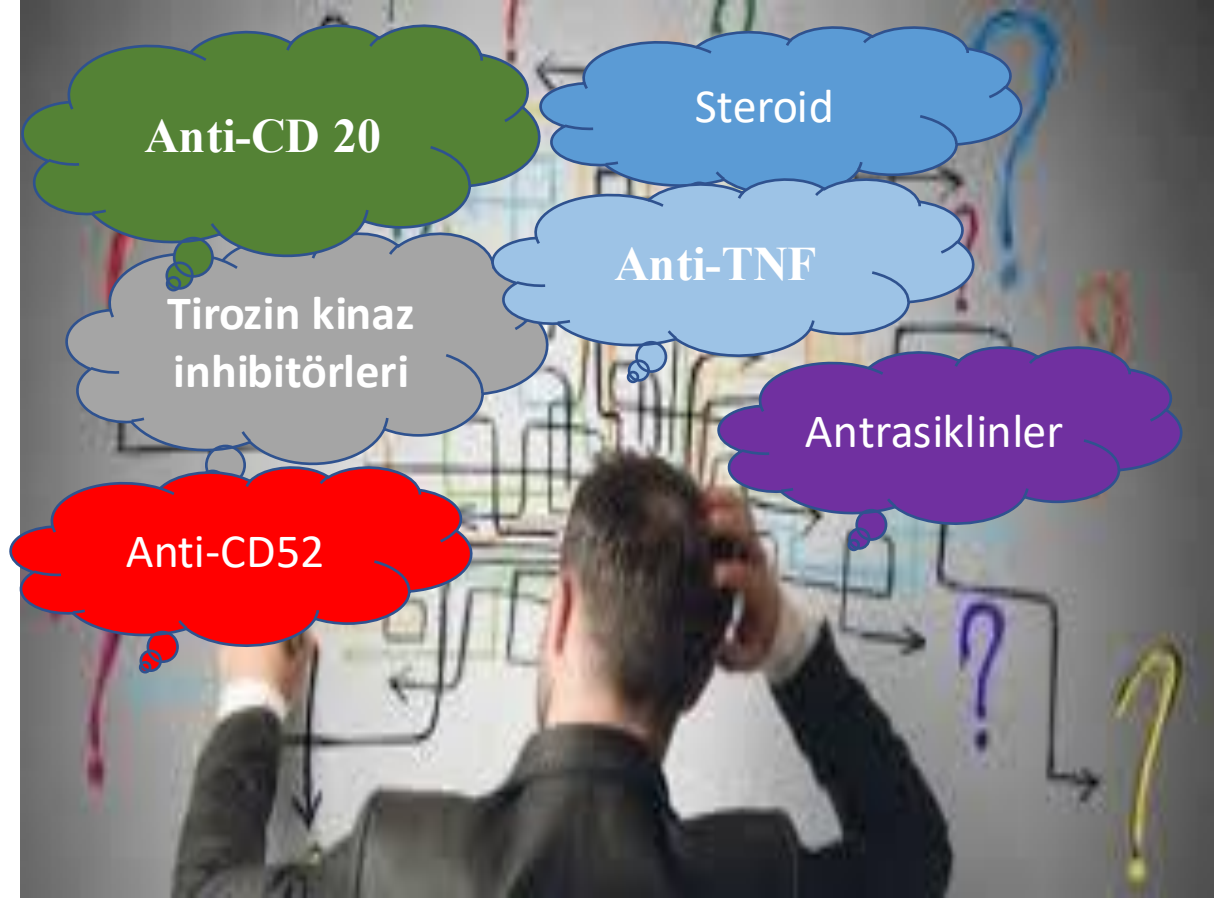 Anti-CD 20
Steroid
Anti-TNF
Tirozin kinaz
inhibitörleri
Antrasiklinler
Anti-CD52